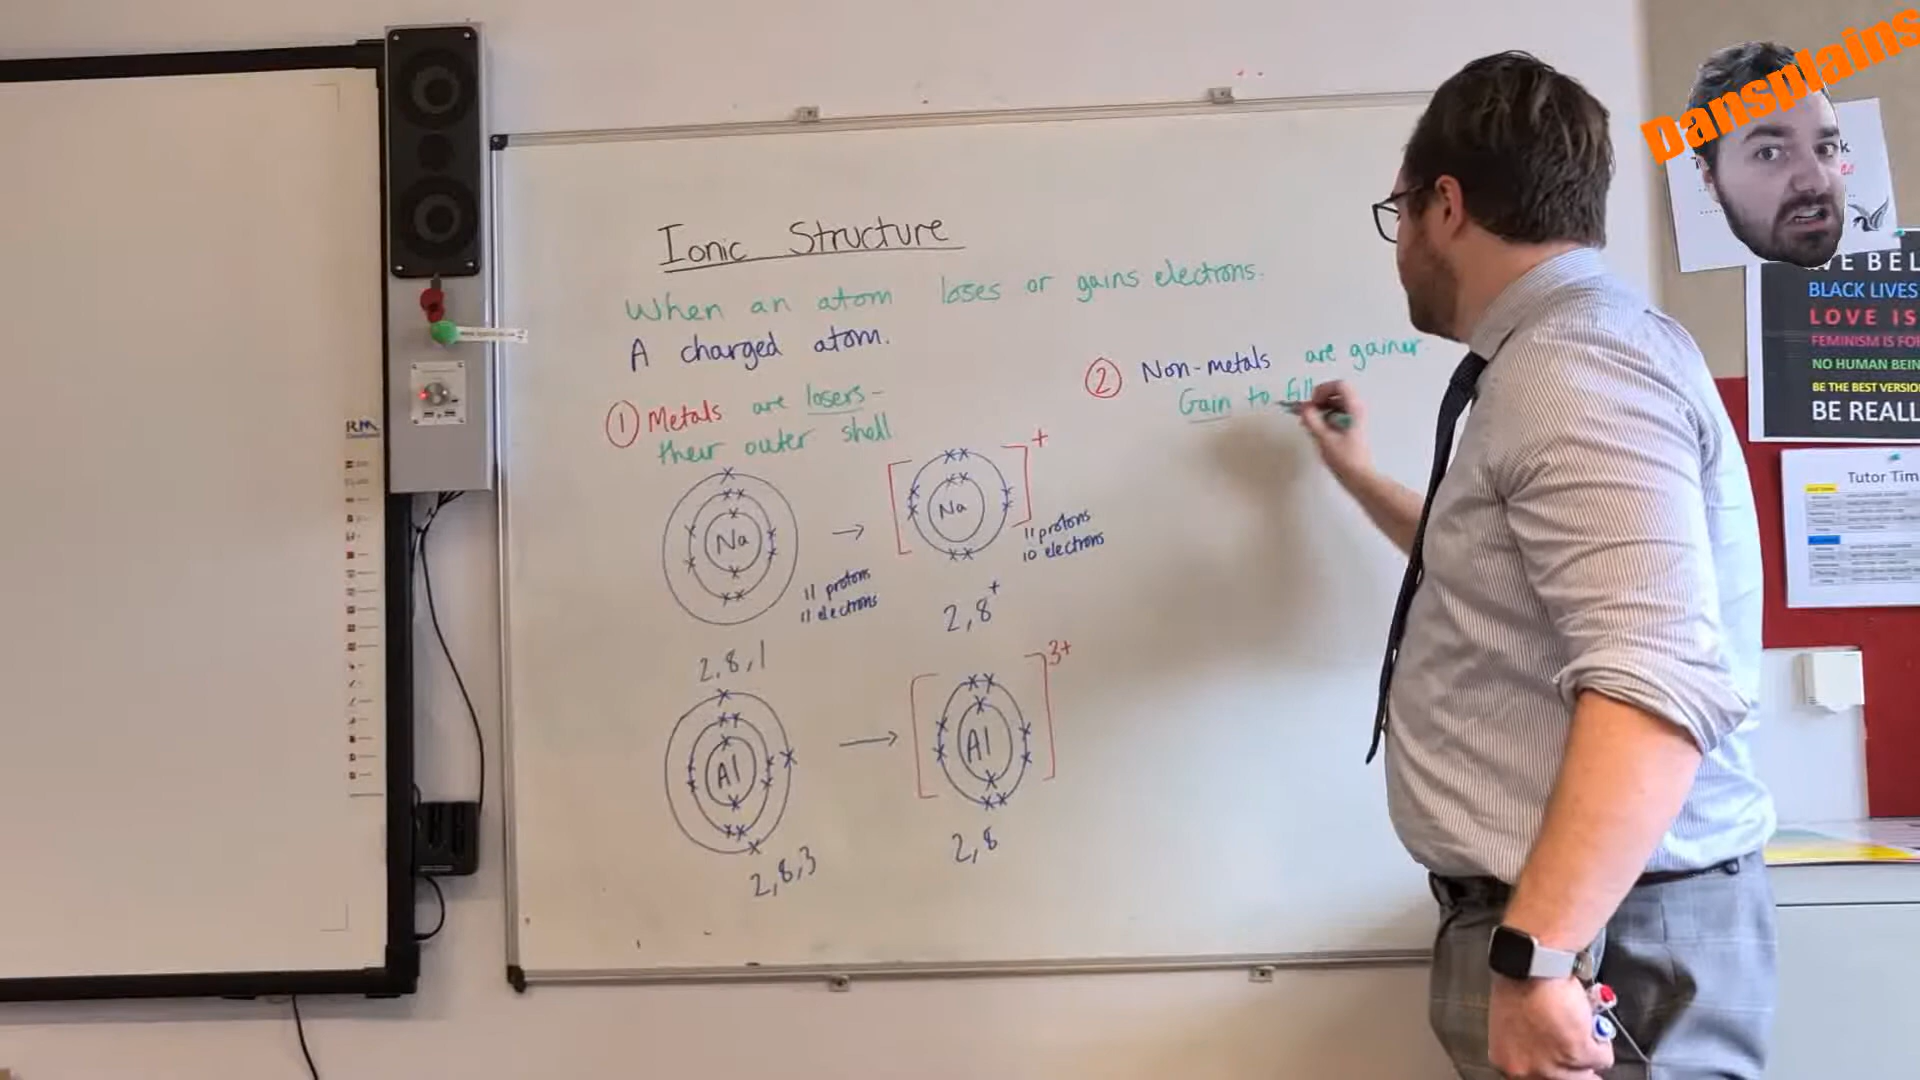 Dansplains
Ionic Structure
When an atom loses or gains electrons.
A charged atom.
① Metals are losers -
their outer shell
Na
11 protons
11 electrons
2,8,1
→
Na
+
11 protons
10 electrons
2,8⁺
Al
2,8,3
→
Al
3+
2,8
② Non-metals are gainer
Gain to fill
RM
BLACK LIVES
LOVE IS
FEMINISM IS FO
NO HUMAN BEIN
BE THE BEST VERSIO
BE REALL
Tutor Tim